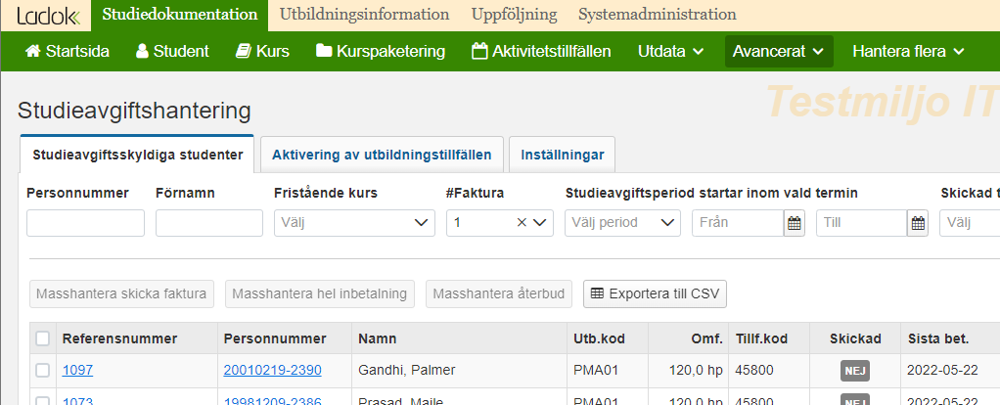 Ladok Studiedokumentation Utbildningsinformation Uppföljning Systemadministration
Startsida Student Kurs Kurspaketering Aktivitetstillfällen Utdata Avancerat Hantera flera
Testmiljo IT
Studieavgiftshantering
Studieavgiftsskyldiga studenter Aktivering av utbildningstillfällen Inställningar
Personnummer Förnamn Fristående kurs #Faktura Studieavgiftsperiod startar inom vald termin Skickad
Välj 1 Välj period Från Till Välj
Masshantera skicka faktura Masshantera hel inbetalning Masshantera återbud Exportera till CSV
Referensnummer Personnummer Namn Utb.kod Omf. Tillf.kod Skickad Sista bet.
1097 20010219-2390 Gandhi, Palmer PMA01 120,0 hp 45800 NEJ 2022-05-22
1073 19981209-2386 Prasad, Maile PMA01 120,0 hp 45800 NEJ 2022-05-22